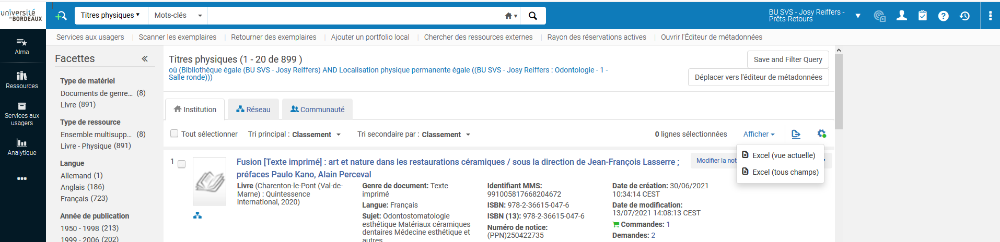 université
de BORDEAUX
Titres physiques
Mots-clés
BU SVS - Josy Reiffers -
Prêts-Retours
Alma
Ressources
Services aux
usagers
Analytique
Services aux usagers
Scanner les exemplaires
Retourner des exemplaires
Ajouter un portfolio local
Chercher des ressources externes
Rayon des réservations actives
Ouvrir l'Éditeur de métadonnées
Facettes
Type de matériel
Documents de genre... (8)
Livre (891)
Type de ressource
Ensemble multisupp... (8)
Livre - Physique (891)
Langue
Allemand (1)
Anglais (186)
Français (723)
Année de publication
1950 - 1998 (213)
1999 - 2006 (202)
Titres physiques (1 - 20 de 899 )
où (Bibliothèque égale (BU SVS - Josy Reiffers) AND Localisation physique permanente égale ((BU SVS - Josy Reiffers : Odontologie - 1 -
Salle ronde)))
Save and Filter Query
Déplacer vers l'éditeur de métadonnées
Institution
Réseau
Communauté
Tout sélectionner
Tri principal : Classement
Tri secondaire par : Classement
0 lignes sélectionnées
Afficher
Excel (vue actuelle)
Excel (tous champs)
1
Fusion [Texte imprimé] : art et nature dans les restaurations céramiques / sous la direction de Jean-François Lasserre ;
préfaces Paulo Kano, Alain Perceval
Modifier la not
Livre (Charenton-le-Pont (Val-de-
Marne) : Quintessence
international, 2020)
Genre de document: Texte
imprimé
Langue: Français
Sujet: Odontostomatologie
esthétique Matériaux céramiques
dentaires Médecine esthétique et
autres
Identifiant MMS:
991005817668204672
ISBN: 978-2-36615-047-6
ISBN (13): 978-2-36615-047-6
Numéro de notice:
(PPN)250422735
Date de création: 30/06/2021
10:34:14 CEST
Date de modification:
13/07/2021 14:08:13 CEST
Commandes: 1
Demandes: 2